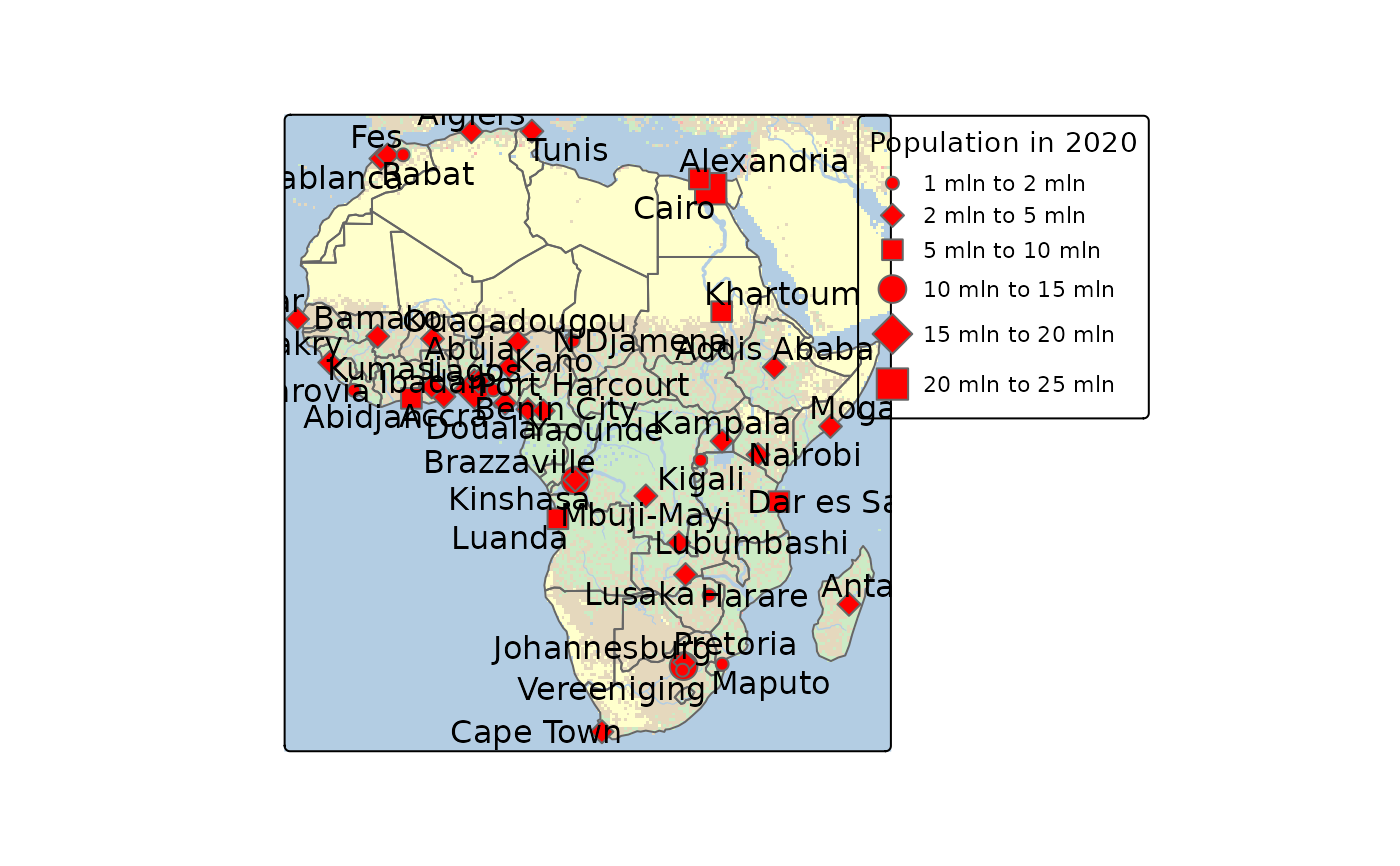 Algiers
Fes
Tunis
ablanca
Rabat
Alexandria
Cairo
Khartoum
ar
Bamako
Ouagadougou
N'Djamena
akry
Abuja
Addis Ababa
Kano
Kumasi
Lagos
Ibadan
Port Harcourt
nrovia
Abidjan
Accra
Benin City
Moga
Douala
Yaounde
Kampala
Nairobi
Brazzaville
Kigali
Kinshasa
Dar es Sa
Mbuji-Mayi
Luanda
Lubumbashi
Anta
Lusaka
Harare
Johannesburg
Pretoria
Vereeniging
Maputo
Cape Town
Population in 2020
1 mln to 2 mln
2 mln to 5 mln
5 mln to 10 mln
10 mln to 15 mln
15 mln to 20 mln
20 mln to 25 mln